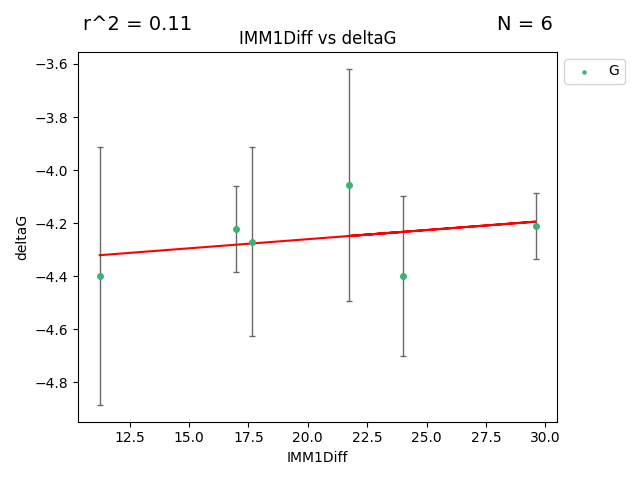 r^2 = 0.11
N = 6
IMM1Diff vs deltaG
G
−3.6
−3.8
−4.0
−4.2
−4.4
−4.6
−4.8
deltaG
12.5 15.0 17.5 20.0 22.5 25.0 27.5 30.0
IMM1Diff